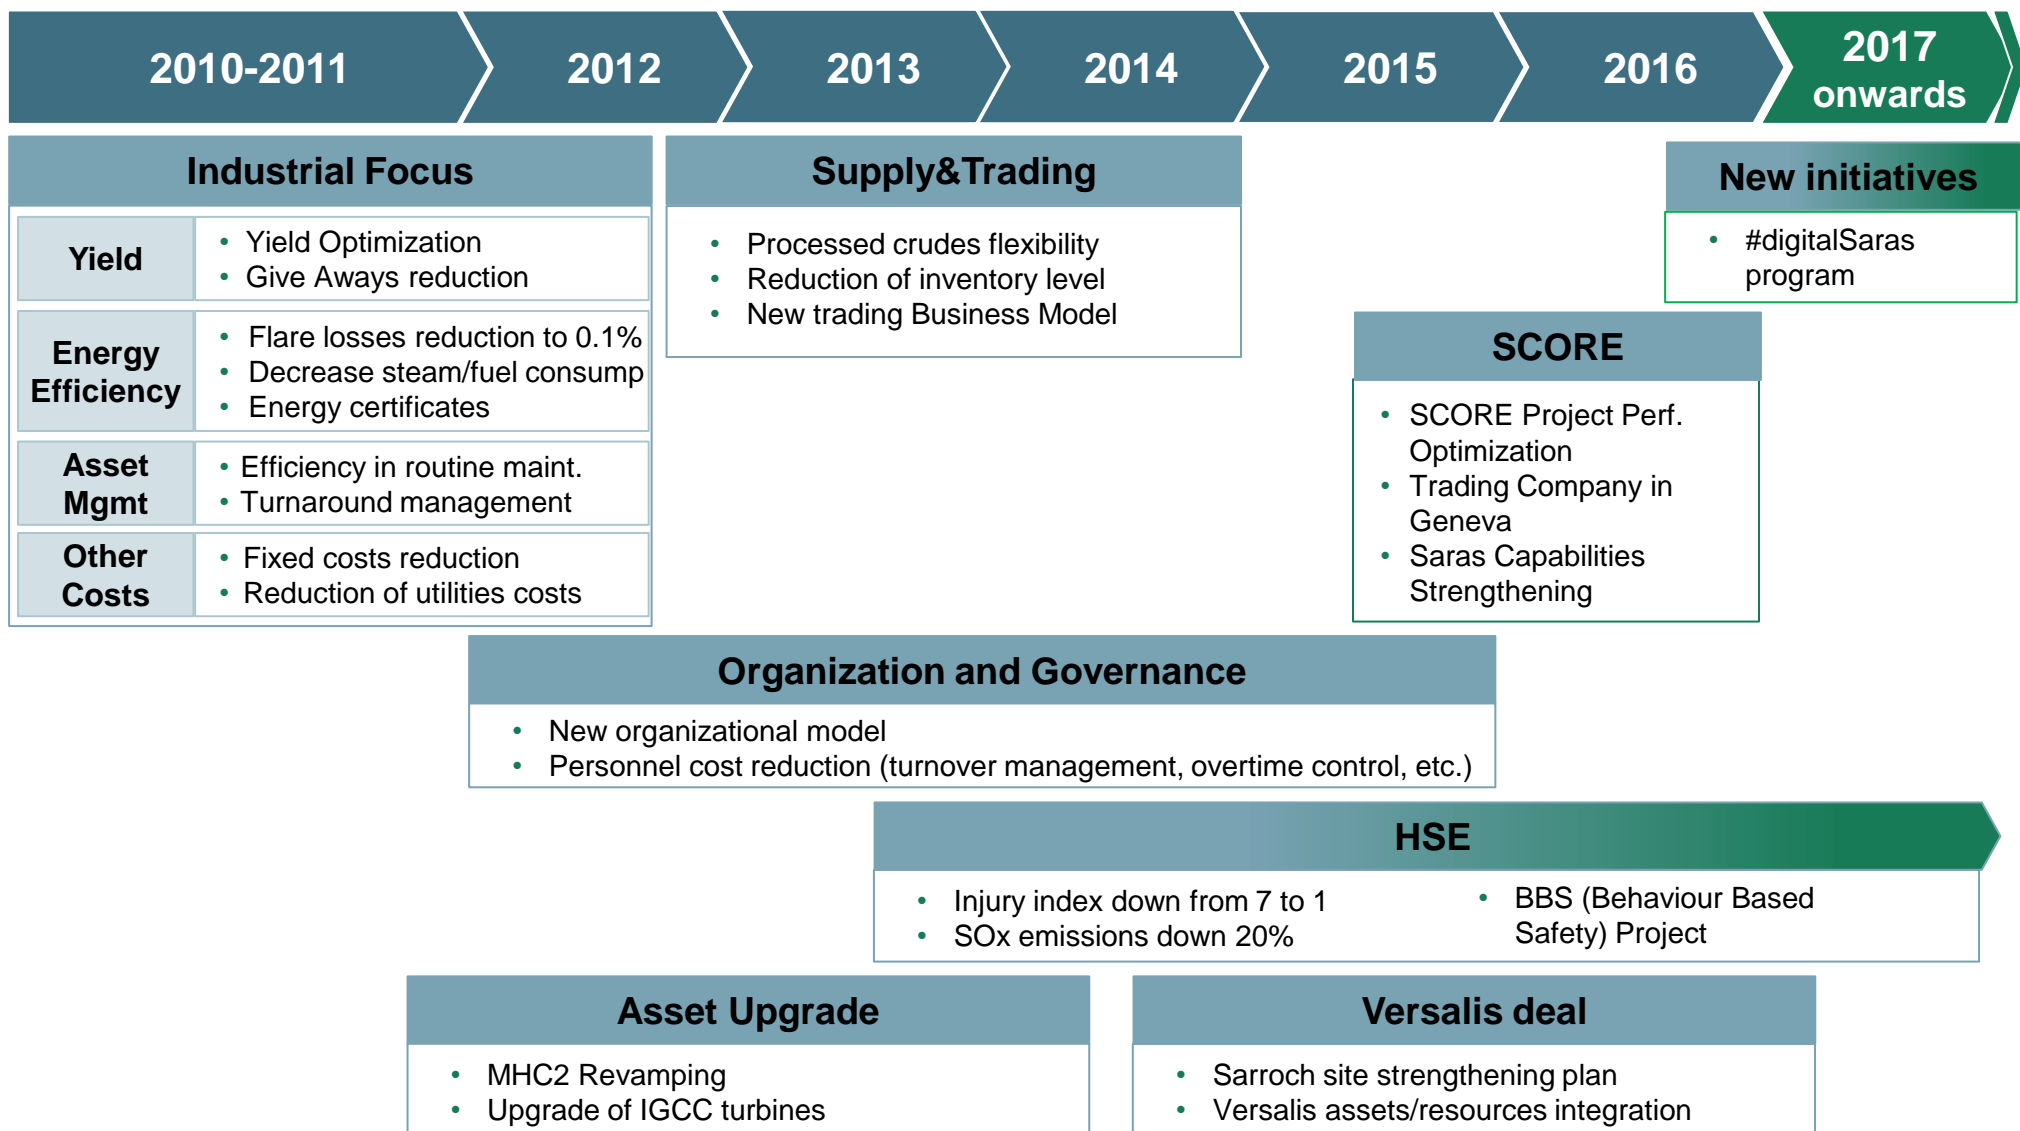 2010-2011
2012
2013
2014
2015
2016
2017
onwards
Industrial Focus
Yield
• Yield Optimization
• Give Aways reduction
Energy
Efficiency
• Flare losses reduction to 0.1%
• Decrease steam/fuel consump
• Energy certificates
Asset
Mgmt
• Efficiency in routine maint.
• Turnaround management
Other
Costs
• Fixed costs reduction
• Reduction of utilities costs
Supply&Trading
• Processed crudes flexibility
• Reduction of inventory level
• New trading Business Model
New initiatives
• #digitalSaras
program
SCORE
• SCORE Project Perf.
Optimization
• Trading Company in
Geneva
• Saras Capabilities
Strengthening
Organization and Governance
• New organizational model
• Personnel cost reduction (turnover management, overtime control, etc.)
HSE
• Injury index down from 7 to 1
• SOx emissions down 20%
• BBS (Behaviour Based
Safety) Project
Asset Upgrade
• MHC2 Revamping
• Upgrade of IGCC turbines
Versalis deal
• Sarroch site strengthening plan
• Versalis assets/resources integration